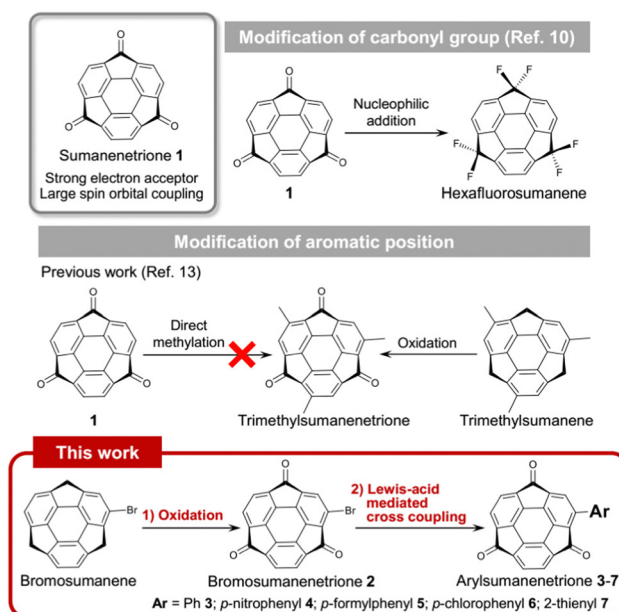 Modification of carbonyl group (Ref. 10)
O
O
O
Sumanenetrione 1
Strong electron acceptor
Large spin orbital coupling
O
O
O
1
Nucleophilic
addition
F
F
F
F
F
F
Hexafluorosumanene
Modification of aromatic position
Previous work (Ref. 13)
O
O
O
1
Direct
methylation
O
O
O
Trimethylsumanenetrione
Oxidation
Trimethylsumanene
This work
Br
Bromosumanene
1) Oxidation
O
Br
O
O
Bromosumanenetrione 2
2) Lewis-acid
mediated
cross coupling
O
Ar
O
O
Arylsumanenetrione 3-7
Ar = Ph 3; p-nitrophenyl 4; p-formylphenyl 5; p-chlorophenyl 6; 2-thienyl 7